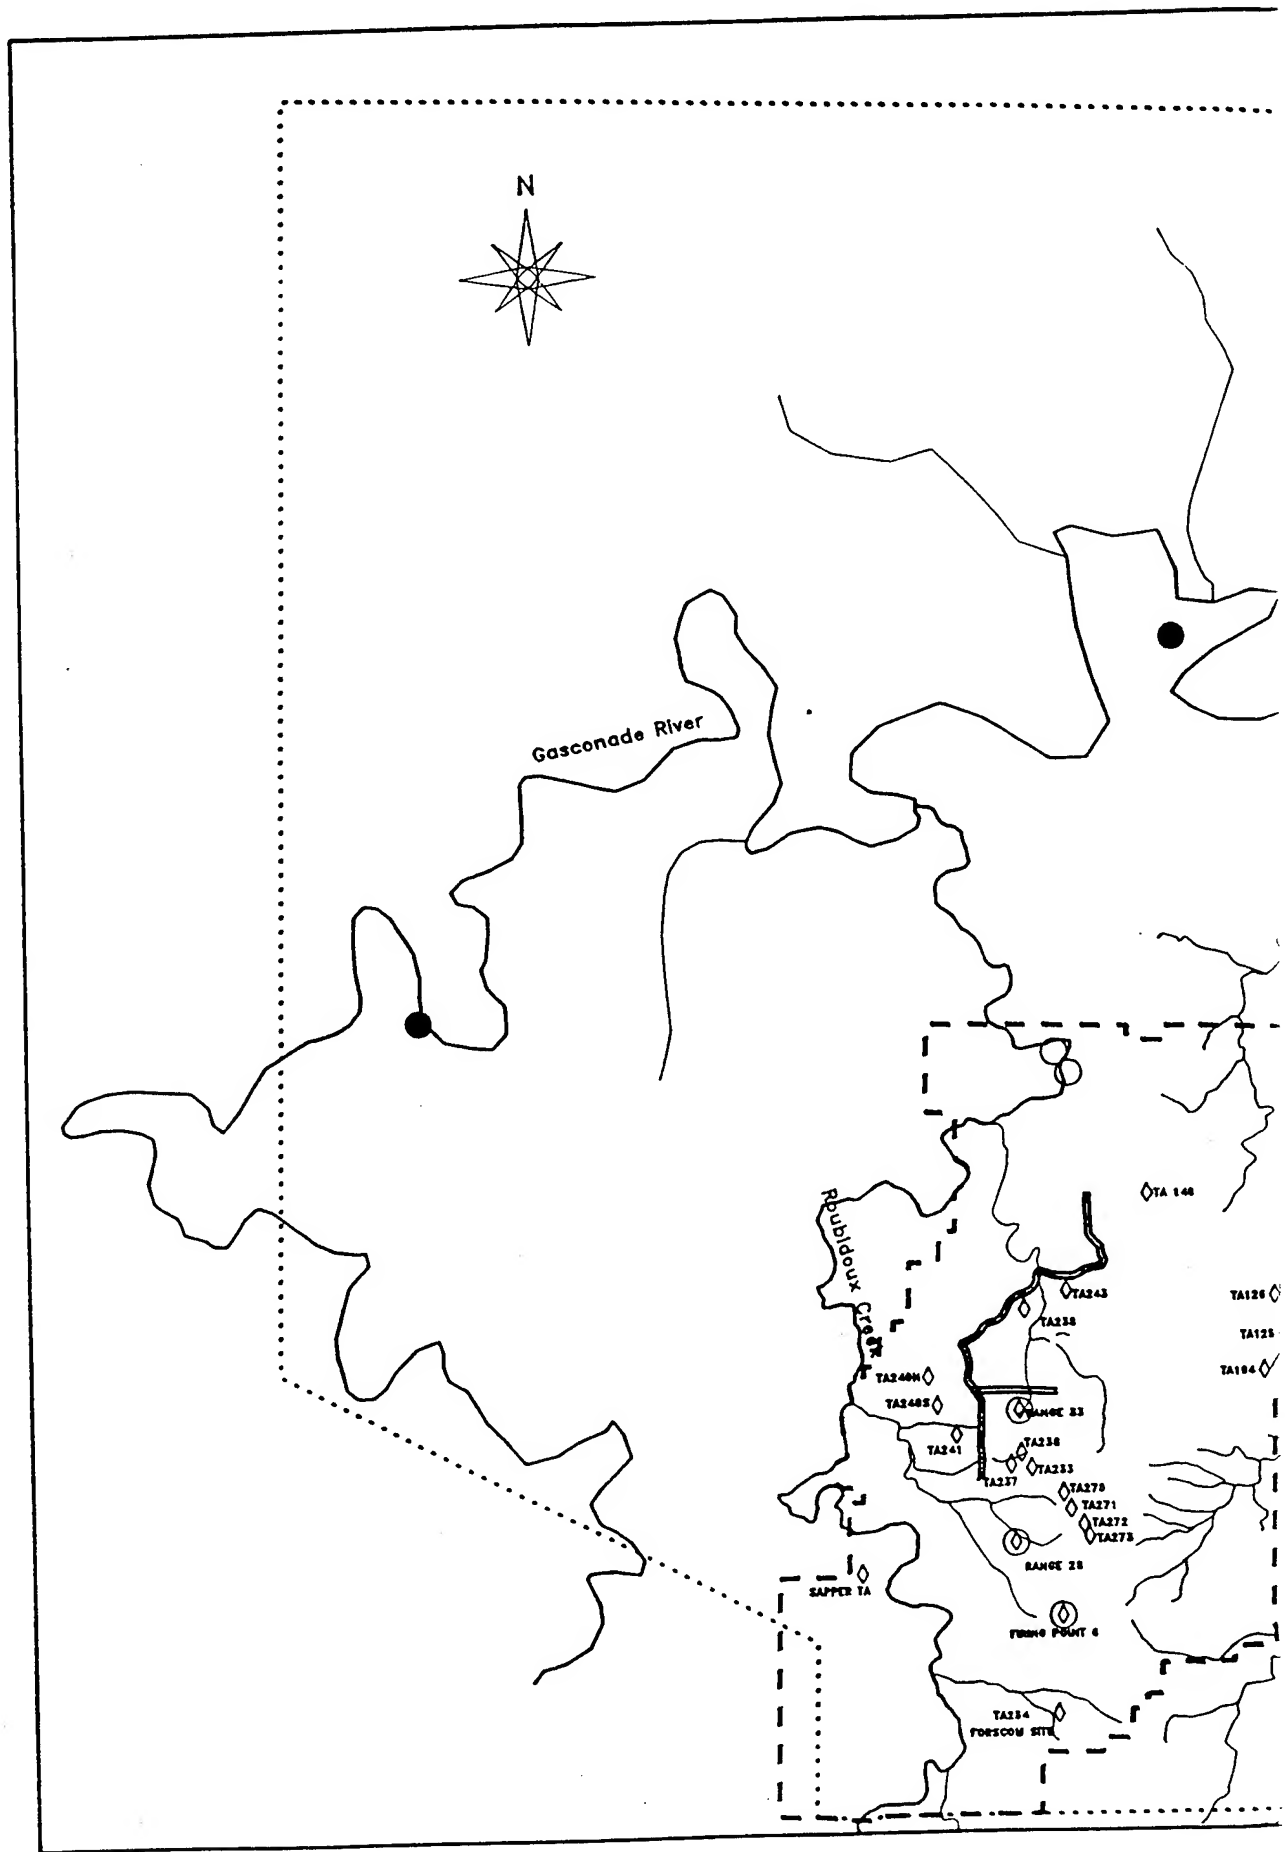 N
Gasconade River
Roubidoux Creek
TA 148
TA243
TA126
TA238
TA125
TA194
TA240N
TA240S
RANGE 33
TA241
TA236
TA237
TA233
TA270
TA271
TA272
TA273
RANGE 28
SAPPER TA
FIRING POINT 6
TA234
FORSCOM SITE